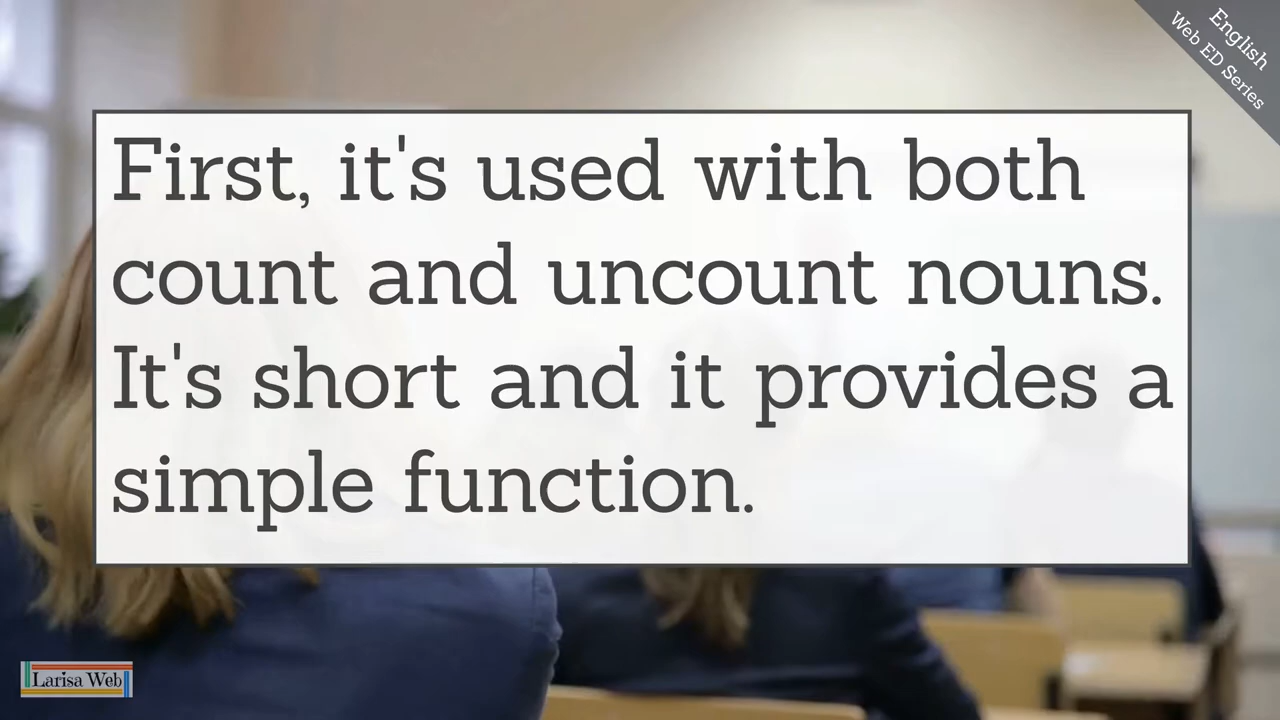 English
Web ED Series
First, it's used with both
count and uncount nouns.
It's short and it provides a
simple function.
Larisa Web